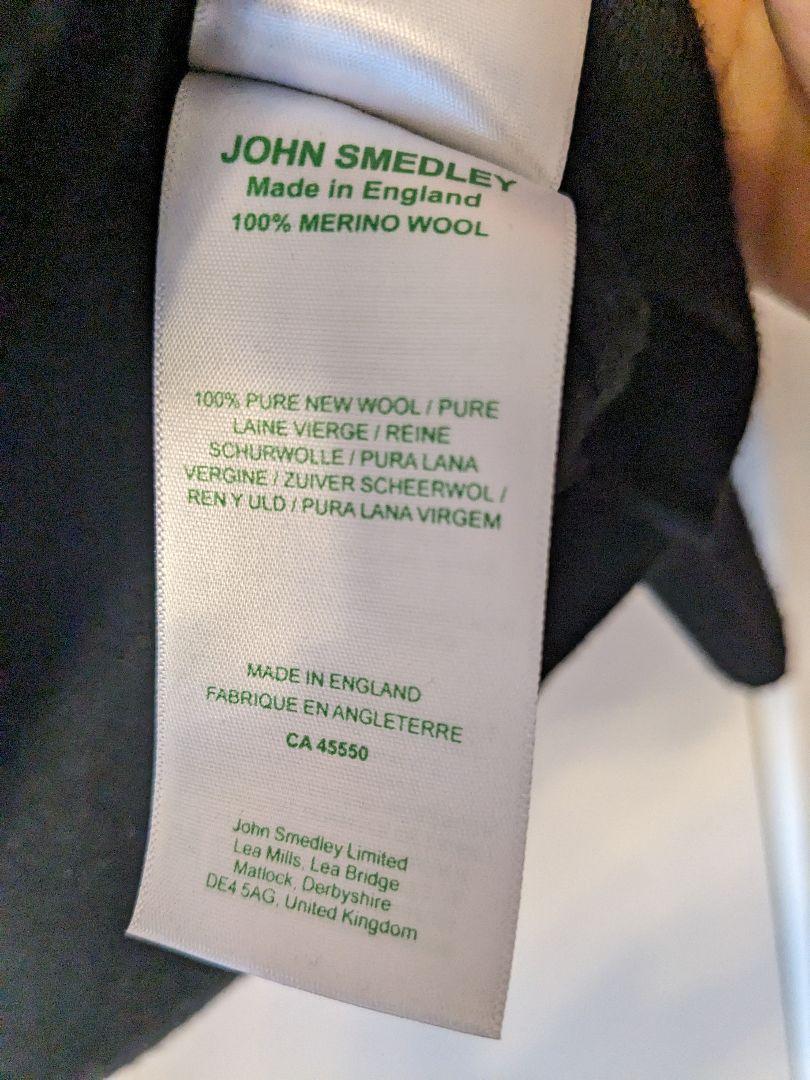 JOHN SMEDLEY
Made in England
100% MERINO WOOL
100% PURE NEW WOOL / PURE
LAINE VIERGE / REINE
SCHURWOLLE / PURA LANA
VERGINE / ZUIVER SCHEERWOL /
REN Y ULD / PURA LANA VIRGEM
MADE IN ENGLAND
FABRIQUE EN ANGLETERRE
CA 45550
John Smedley Limited
Lea Mills, Lea Bridge
Matlock, Derbyshire
DE4 5AG, United Kingdom